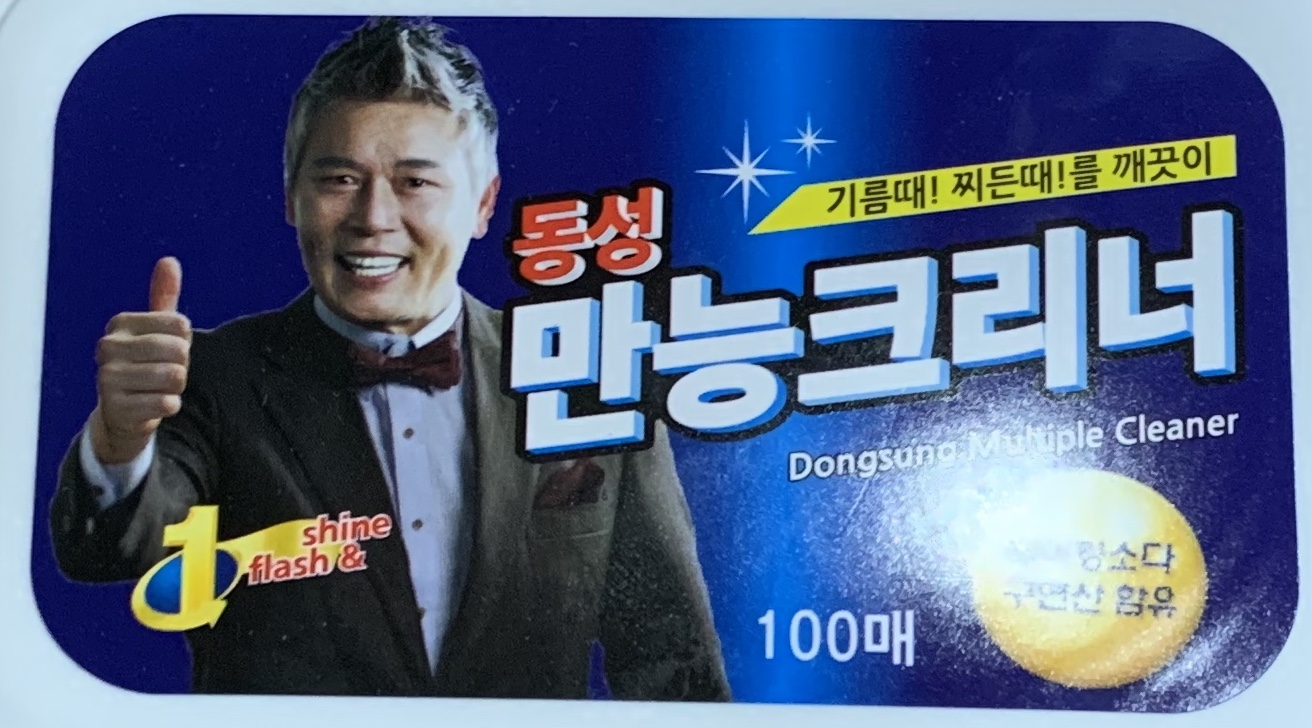 기름때! 찌든때!를 깨끗이
동성
만능크리너
Dongsung Multiple Cleaner
shine
flash &
1
100매
구연산 함유